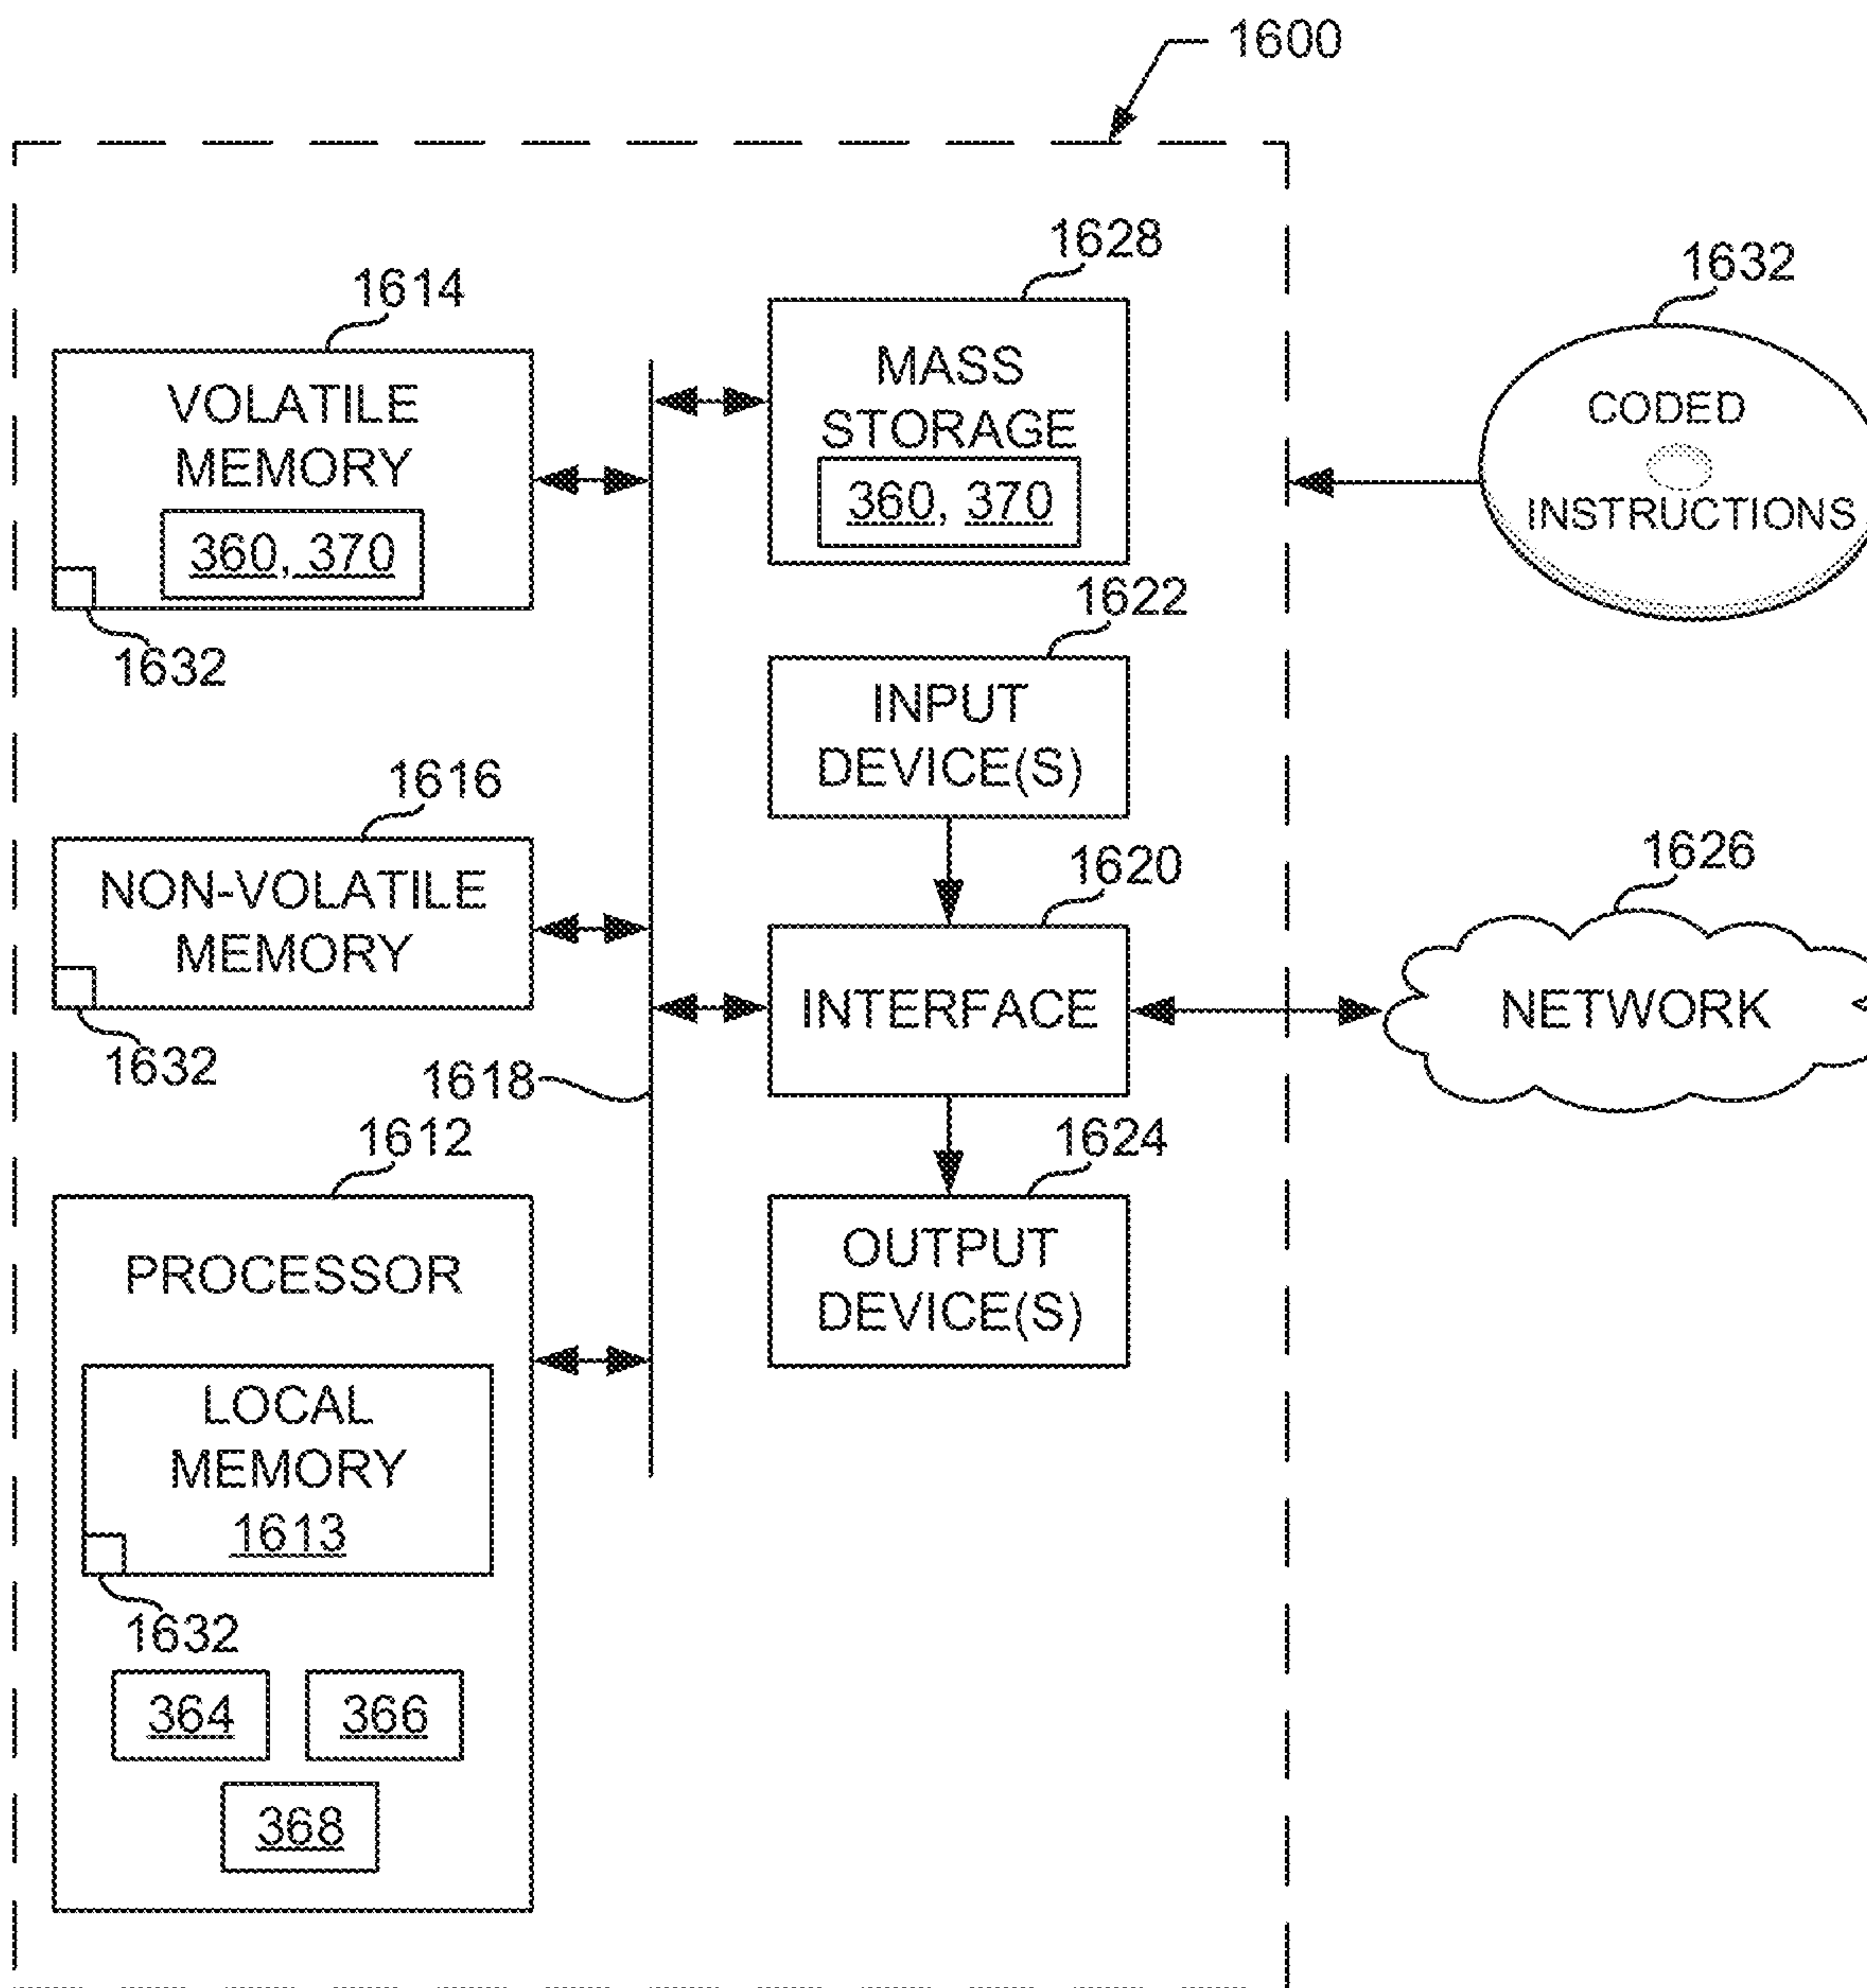 1600
1614
VOLATILE
MEMORY
360, 370
1632
1628
MASS
STORAGE
360, 370
1632
CODED
INSTRUCTIONS
1622
INPUT
DEVICE(S)
1616
NON-VOLATILE
MEMORY
1632
1618
1620
INTERFACE
1626
NETWORK
1612
PROCESSOR
LOCAL
MEMORY
1613
1632
364
366
368
1624
OUTPUT
DEVICE(S)